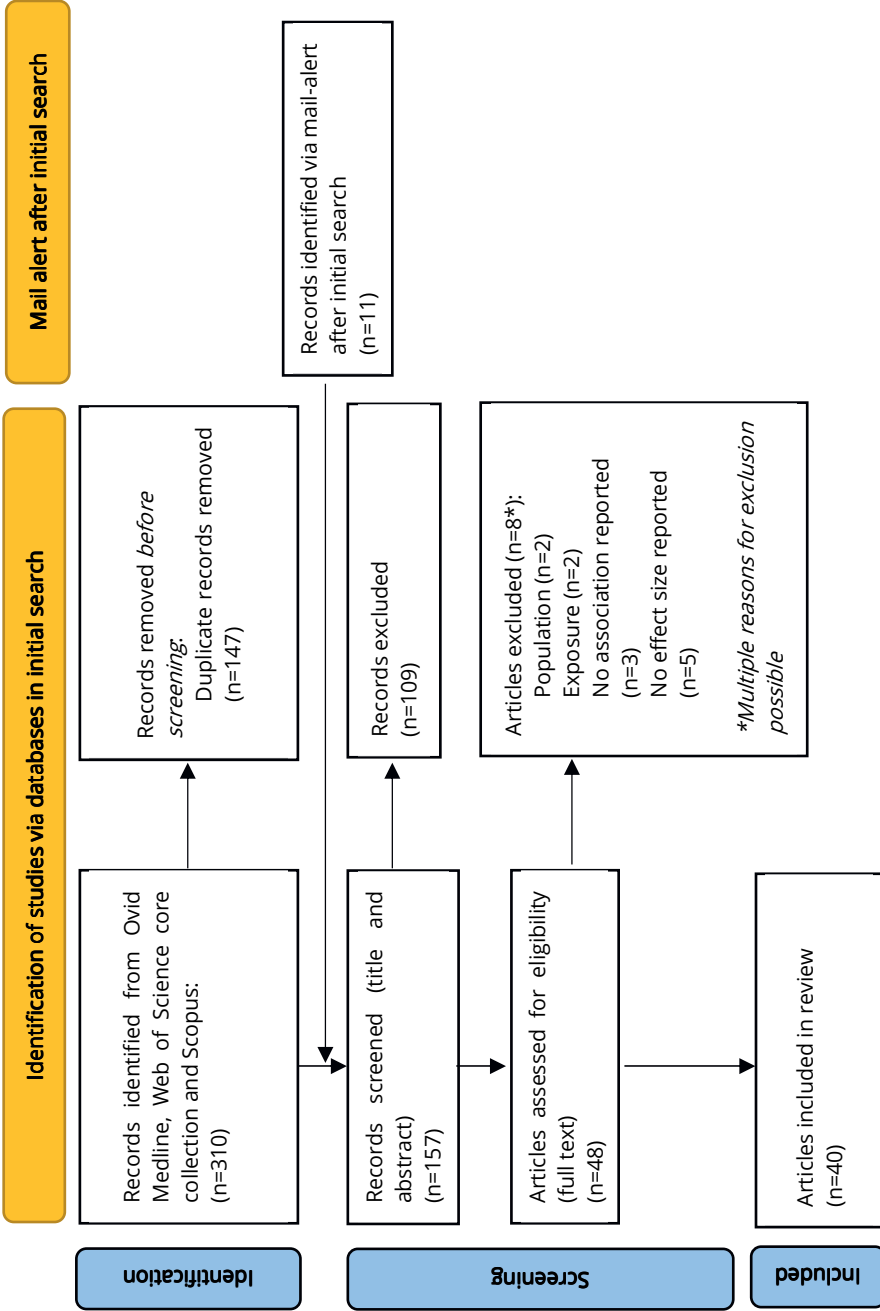 Identification of studies via databases in initial search
Mail alert after initial search
Identification
Records identified from Ovid
Medline, Web of Science core
collection and Scopus:
(n=310)
Records removed before
screening:
Duplicate records removed
(n=147)
Records identified via mail-alert
after initial search
(n=11)
Screening
Records screened (title and
abstract)
(n=157)
Records excluded
(n=109)
Articles assessed for eligibility
(full text)
(n=48)
Articles excluded (n=8*):
Population (n=2)
Exposure (n=2)
No association reported
(n=3)
No effect size reported
(n=5)
*Multiple reasons for exclusion
possible
Included
Articles included in review
(n=40)